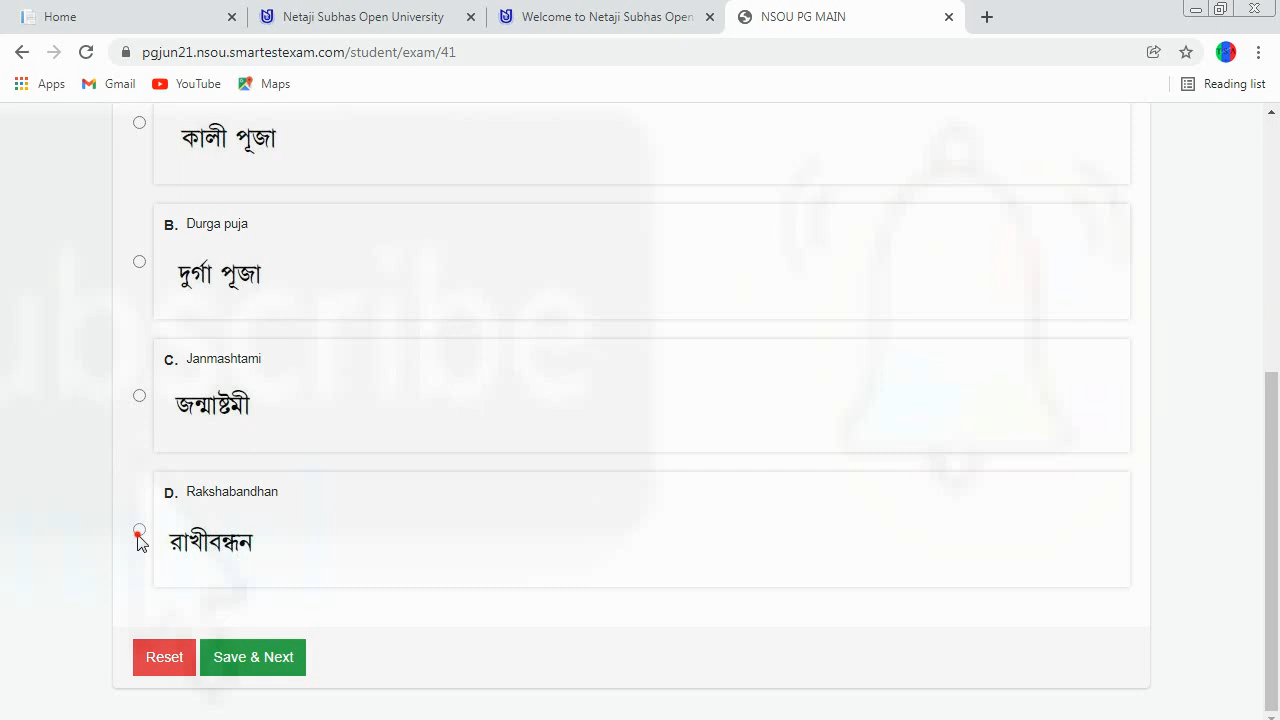 Home
Netaji Subhas Open University
Welcome to Netaji Subhas Open
NSOU PG MAIN
pgjun21.nsou.smartestexam.com/student/exam/41
Apps
Gmail
YouTube
Maps
Reading list
কালী পূজা
B. Durga puja
দুর্গা পূজা
C. Janmashtami
জন্মাষ্টমী
D. Rakshabandhan
রাখীবন্ধন
Reset
Save & Next
ubscribe